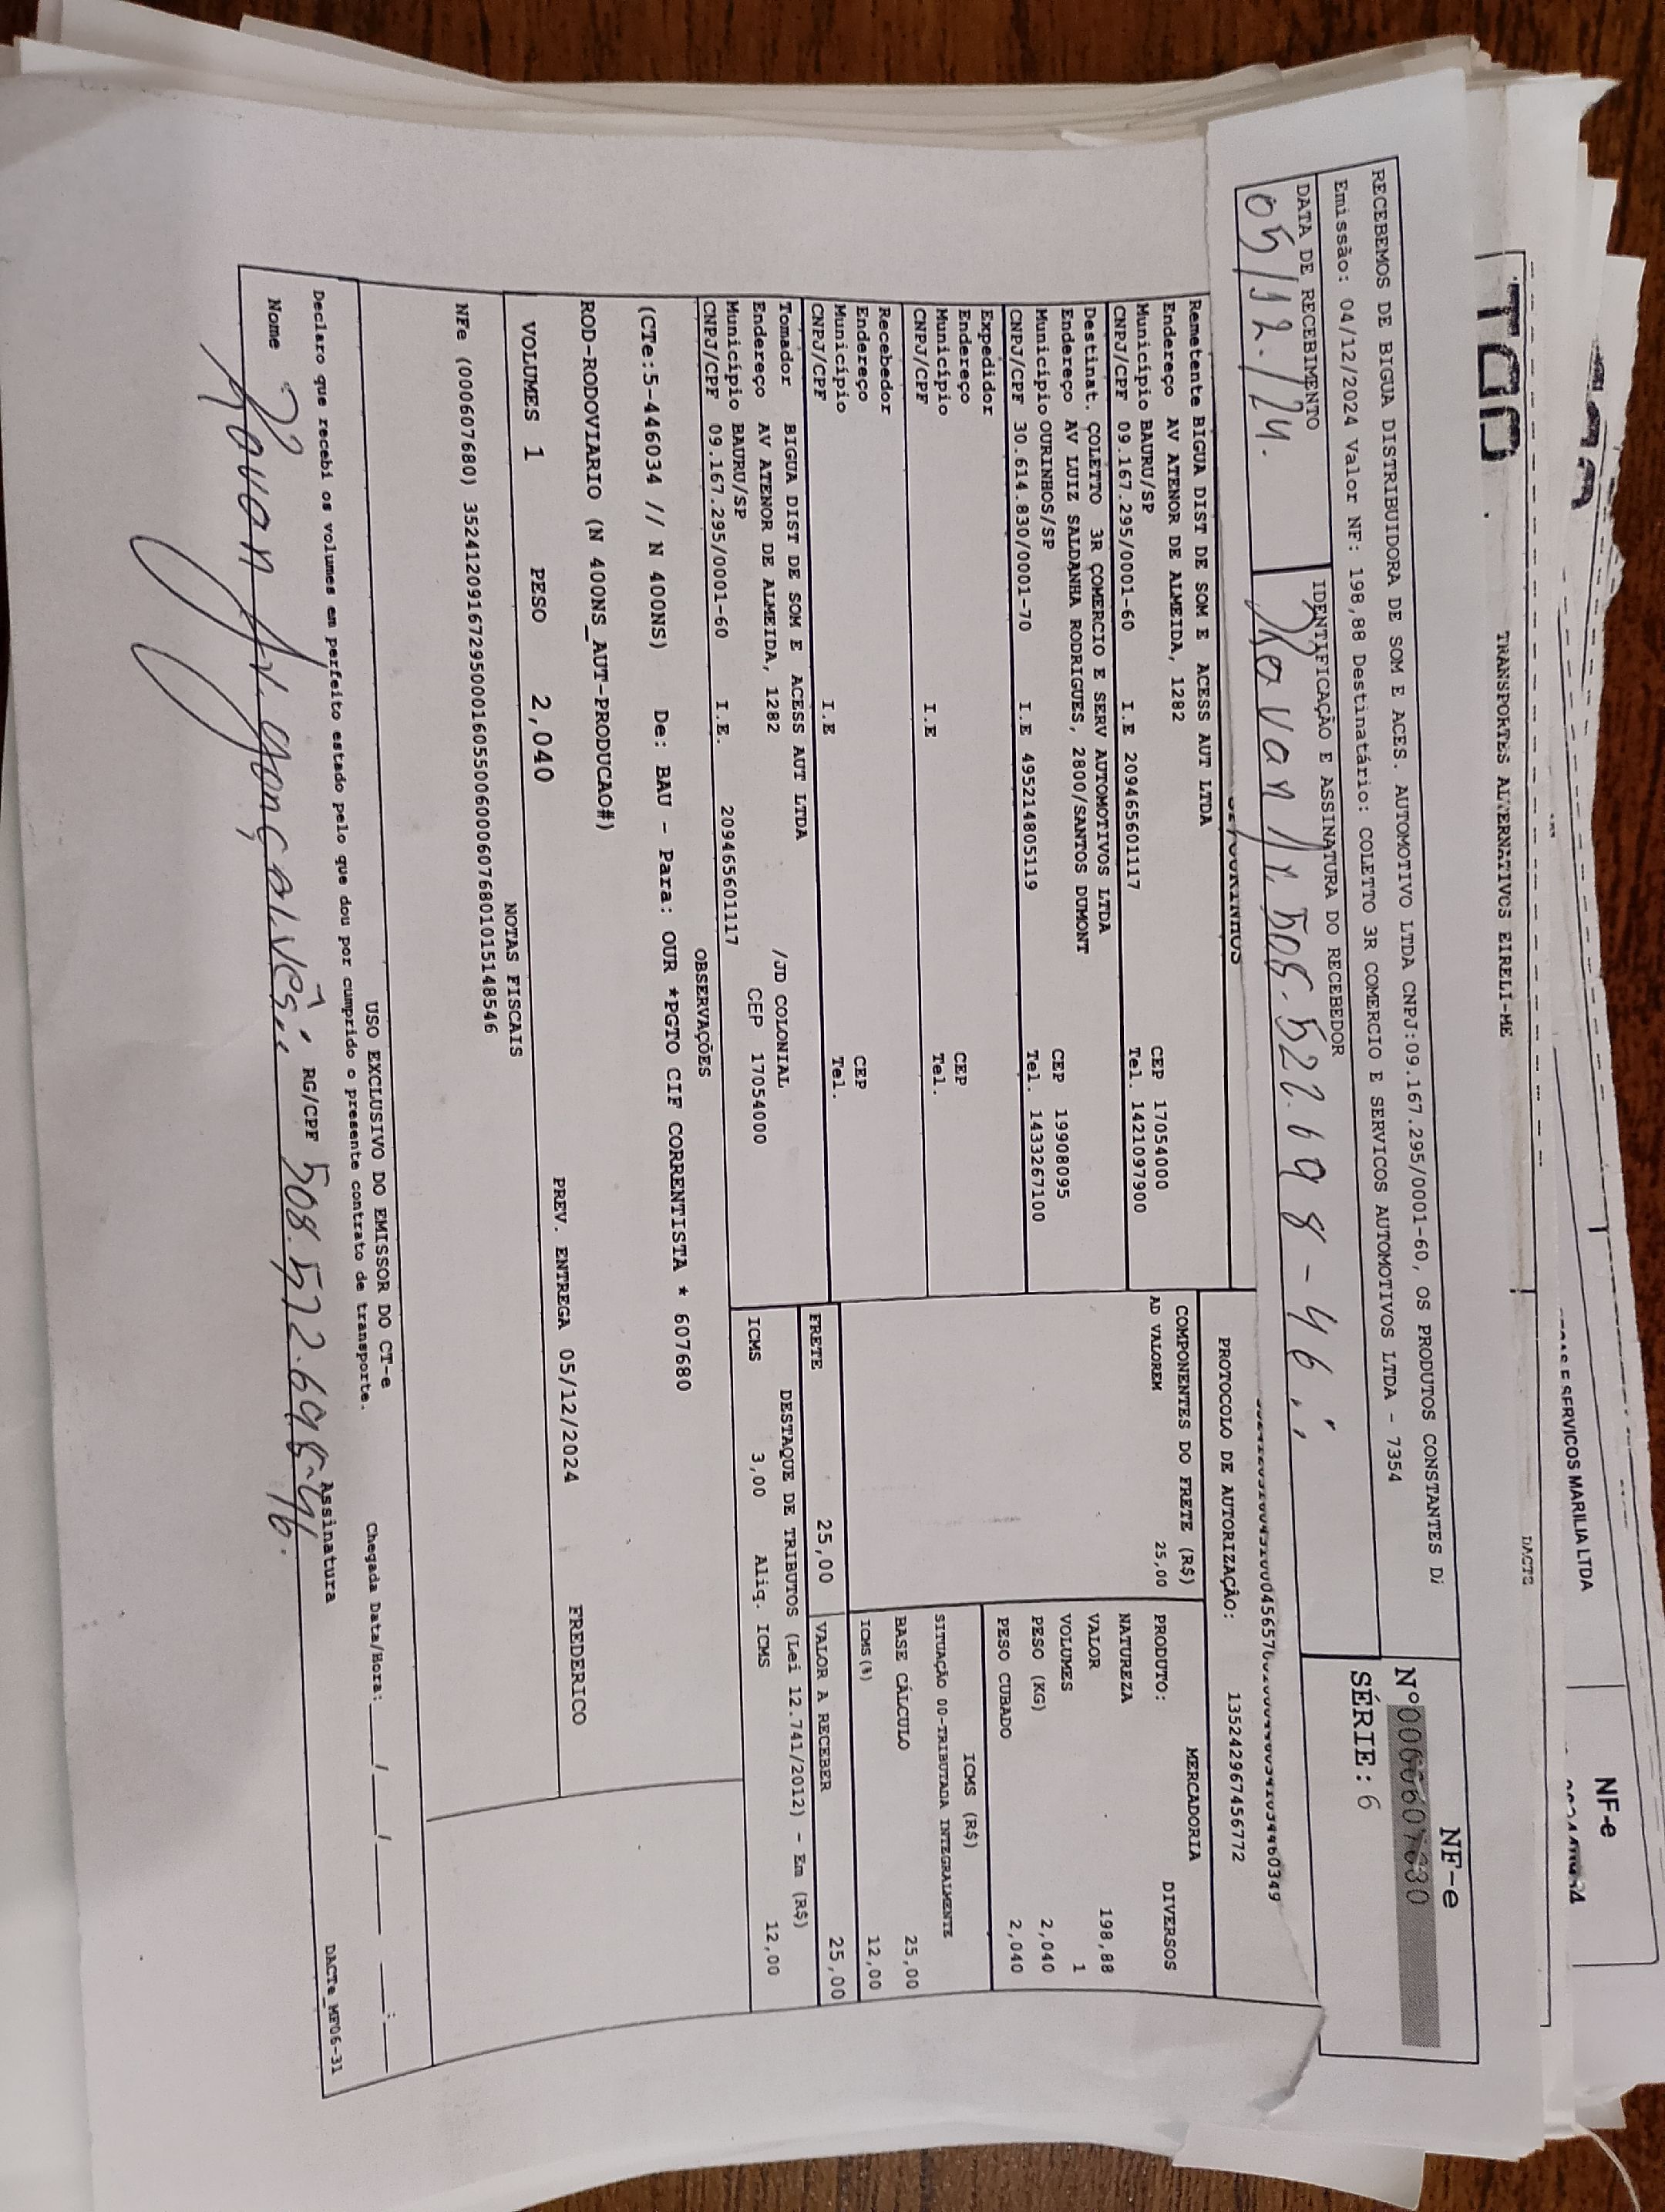 TRANSPORTES ALTERNATIVOS EIRELI-ME
DACTE
SERVICOS MARILIA LTDA
NF-e
RECEBEMOS DE BIGUA DISTRIBUIDORA DE SOM E ACES. AUTOMOTIVO LTDA CNPJ:09.167.295/0001-60, OS PRODUTOS CONSTANTES Di
Emissão: 04/12/2024 Valor NF: 198,88 Destinatário: COLETTO 3R COMERCIO E SERVICOS AUTOMOTIVOS LTDA - 7354
NF-e
SÉRIE: 6
DATA DE RECEBIMENTO
IDENTIFICAÇÃO E ASSINATURA DO RECEBEDOR
05/12/24.
PROTOCOLO DE AUTORIZAÇÃO: 135242967456772
Remetente BIGUA DIST DE SOM E ACESS AUT LTDA
Endereço AV ATENOR DE ALMEIDA, 1282 CEP 17054000
Município BAURU/SP Tel. 1421097900
CNPJ/CPF 09.167.295/0001-60 I.E 209465601117
Destinat. COLETTO 3R COMERCIO E SERV AUTOMOTIVOS LTDA
Endereço AV LUIZ SALDANHA RODRIGUES, 2800/SANTOS DUMONT CEP 19908095
Município OURINHOS/SP Tel. 1433267100
CNPJ/CPF 30.614.830/0001-70 I.E 495214805119
Expedidor
Endereço CEP
Município Tel.
CNPJ/CPF I.E
Recebedor
Endereço CEP
Município Tel.
CNPJ/CPF I.E
Tomador BIGUA DIST DE SOM E ACESS AUT LTDA /JD COLONIAL
Endereço AV ATENOR DE ALMEIDA, 1282 CEP 17054000
Município BAURU/SP
CNPJ/CPF 09.167.295/0001-60 I.E. 209465601117
COMPONENTES DO FRETE (R$)
AD VALOREM 25,00
MERCADORIA
PRODUTO: DIVERSOS
NATUREZA
VALOR 198,88
VOLUMES 1
PESO (KG) 2,040
PESO CUBADO 2,040
ICMS (R$)
SITUAÇÃO 00-TRIBUTADA INTEGRALMENTE
BASE CÁLCULO 25,00
ICMS (%) 12,00
FRETE 25,00
VALOR A RECEBER 25,00
DESTAQUE DE TRIBUTOS (Lei 12.741/2012) - Em (R$)
ICMS 3,00 Aliq. ICMS 12,00
OBSERVAÇÕES
(CTe:5-446034 // N 400NS) De: BAU - Para: OUR *PGTO CIF CORRENTISTA * 607680
ROD-RODOVIARIO (N 400NS_AUT-PRODUCAO#)
VOLUMES 1 PESO 2,040 PREV. ENTREGA 05/12/2024 FREDERICO
NOTAS FISCAIS
NFe (000607680) 35241209167295000160550060006076801015148546
USO EXCLUSIVO DO EMISSOR DO CT-e
Declaro que recebi os volumes em perfeito estado pelo que dou por cumprido o presente contrato de transporte.
Chegada Data/Hora: __/__/____ __:__
Nome
RG/CPF 508.522.698-46.
Assinatura
DACTe_MF06-31